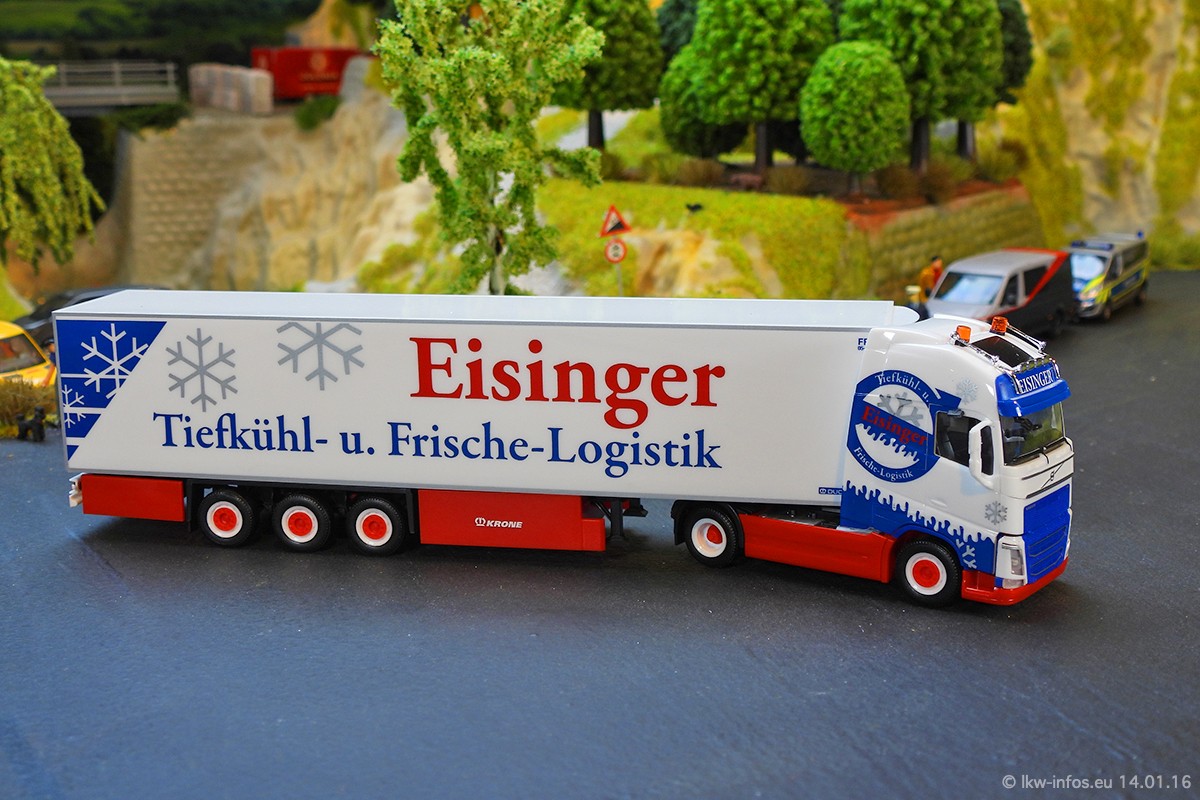 Eisinger
Tiefkühl- u. Frische-Logistik
KRONE
EISINGER
Tiefkühl- u.
Eisinger
Frische-Logistik
© lkw-infos.eu 14.01.16